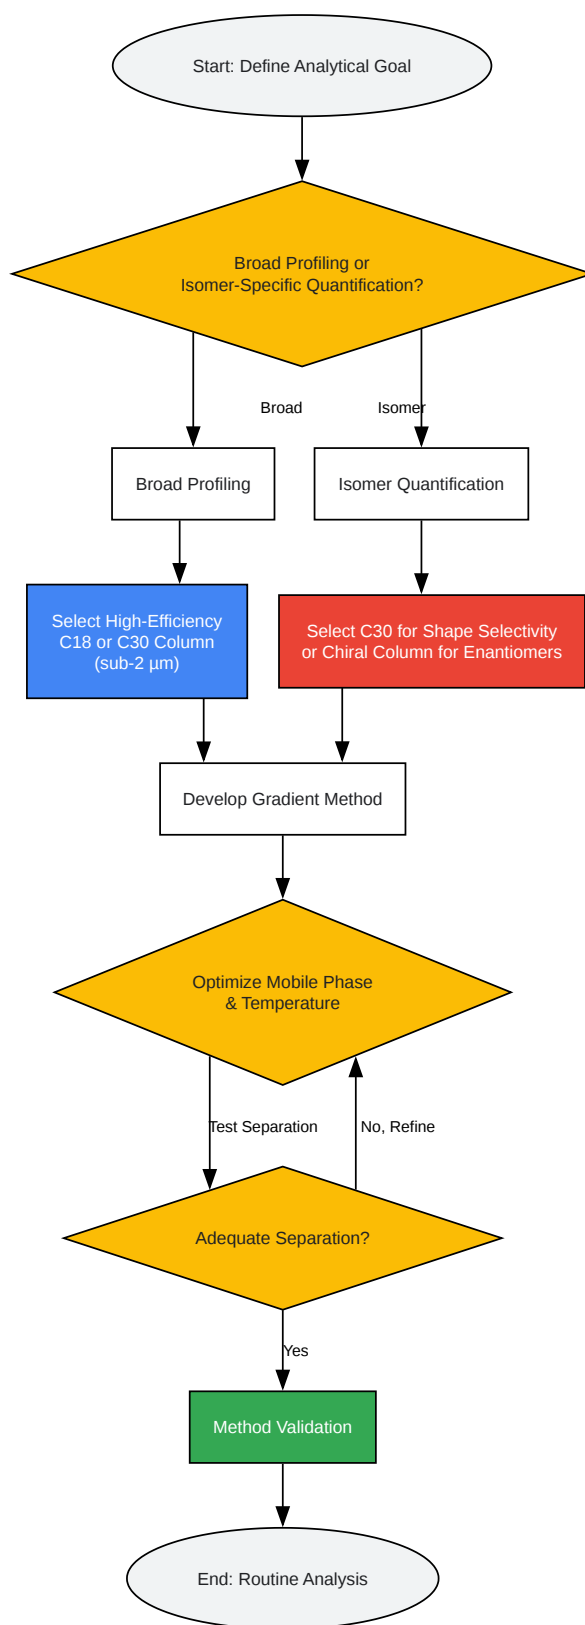 Start: Define Analytical Goal
Broad Profiling or
Isomer-Specific Quantification?
Broad
Isomer
Broad Profiling
Isomer Quantification
Select High-Efficiency
C18 or C30 Column
(sub-2 µm)
Select C30 for Shape Selectivity
or Chiral Column for Enantiomers
Develop Gradient Method
Optimize Mobile Phase
& Temperature
Test Separation
No, Refine
Adequate Separation?
Yes
Method Validation
End: Routine Analysis